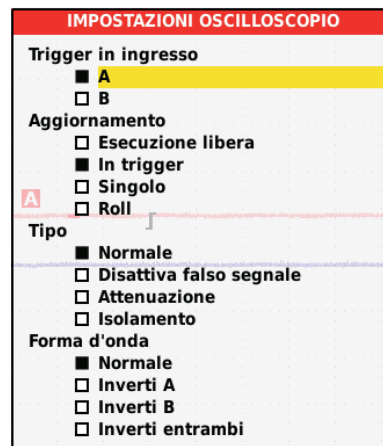 IMPOSTAZIONI OSCILLOSCOPIO
Trigger in ingresso
A
B
Aggiornamento
Esecuzione libera
In trigger
Singolo
A
Roll
Tipo
Normale
Disattiva falso segnale
Attenuazione
Isolamento
Forma d'onda
Normale
Inverti A
Inverti B
Inverti entrambi